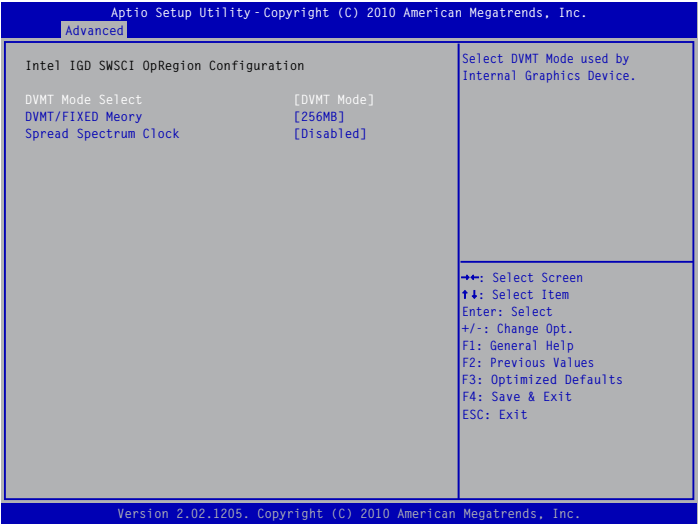 Aptio Setup Utility - Copyright (C) 2010 American Megatrends, Inc.
Advanced
Intel IGD SWSCI OpRegion Configuration
DVMT Mode Select [DVMT Mode]
DVMT/FIXED Meory [256MB]
Spread Spectrum Clock [Disabled]
Select DVMT Mode used by
Internal Graphics Device.
→←: Select Screen
↑↓: Select Item
Enter: Select
+/-: Change Opt.
F1: General Help
F2: Previous Values
F3: Optimized Defaults
F4: Save & Exit
ESC: Exit
Version 2.02.1205. Copyright (C) 2010 American Megatrends, Inc.